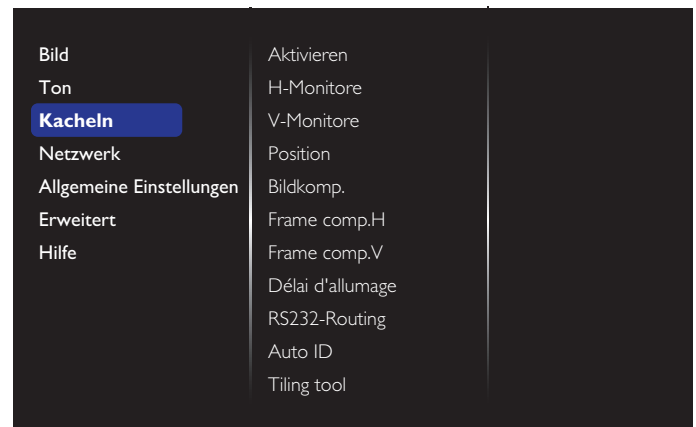 Bild
Ton
Kacheln
Netzwerk
Allgemeine Einstellungen
Erweitert
Hilfe
Aktivieren
H-Monitore
V-Monitore
Position
Bildkomp.
Frame comp.H
Frame comp.V
Délai d'allumage
RS232-Routing
Auto ID
Tiling tool